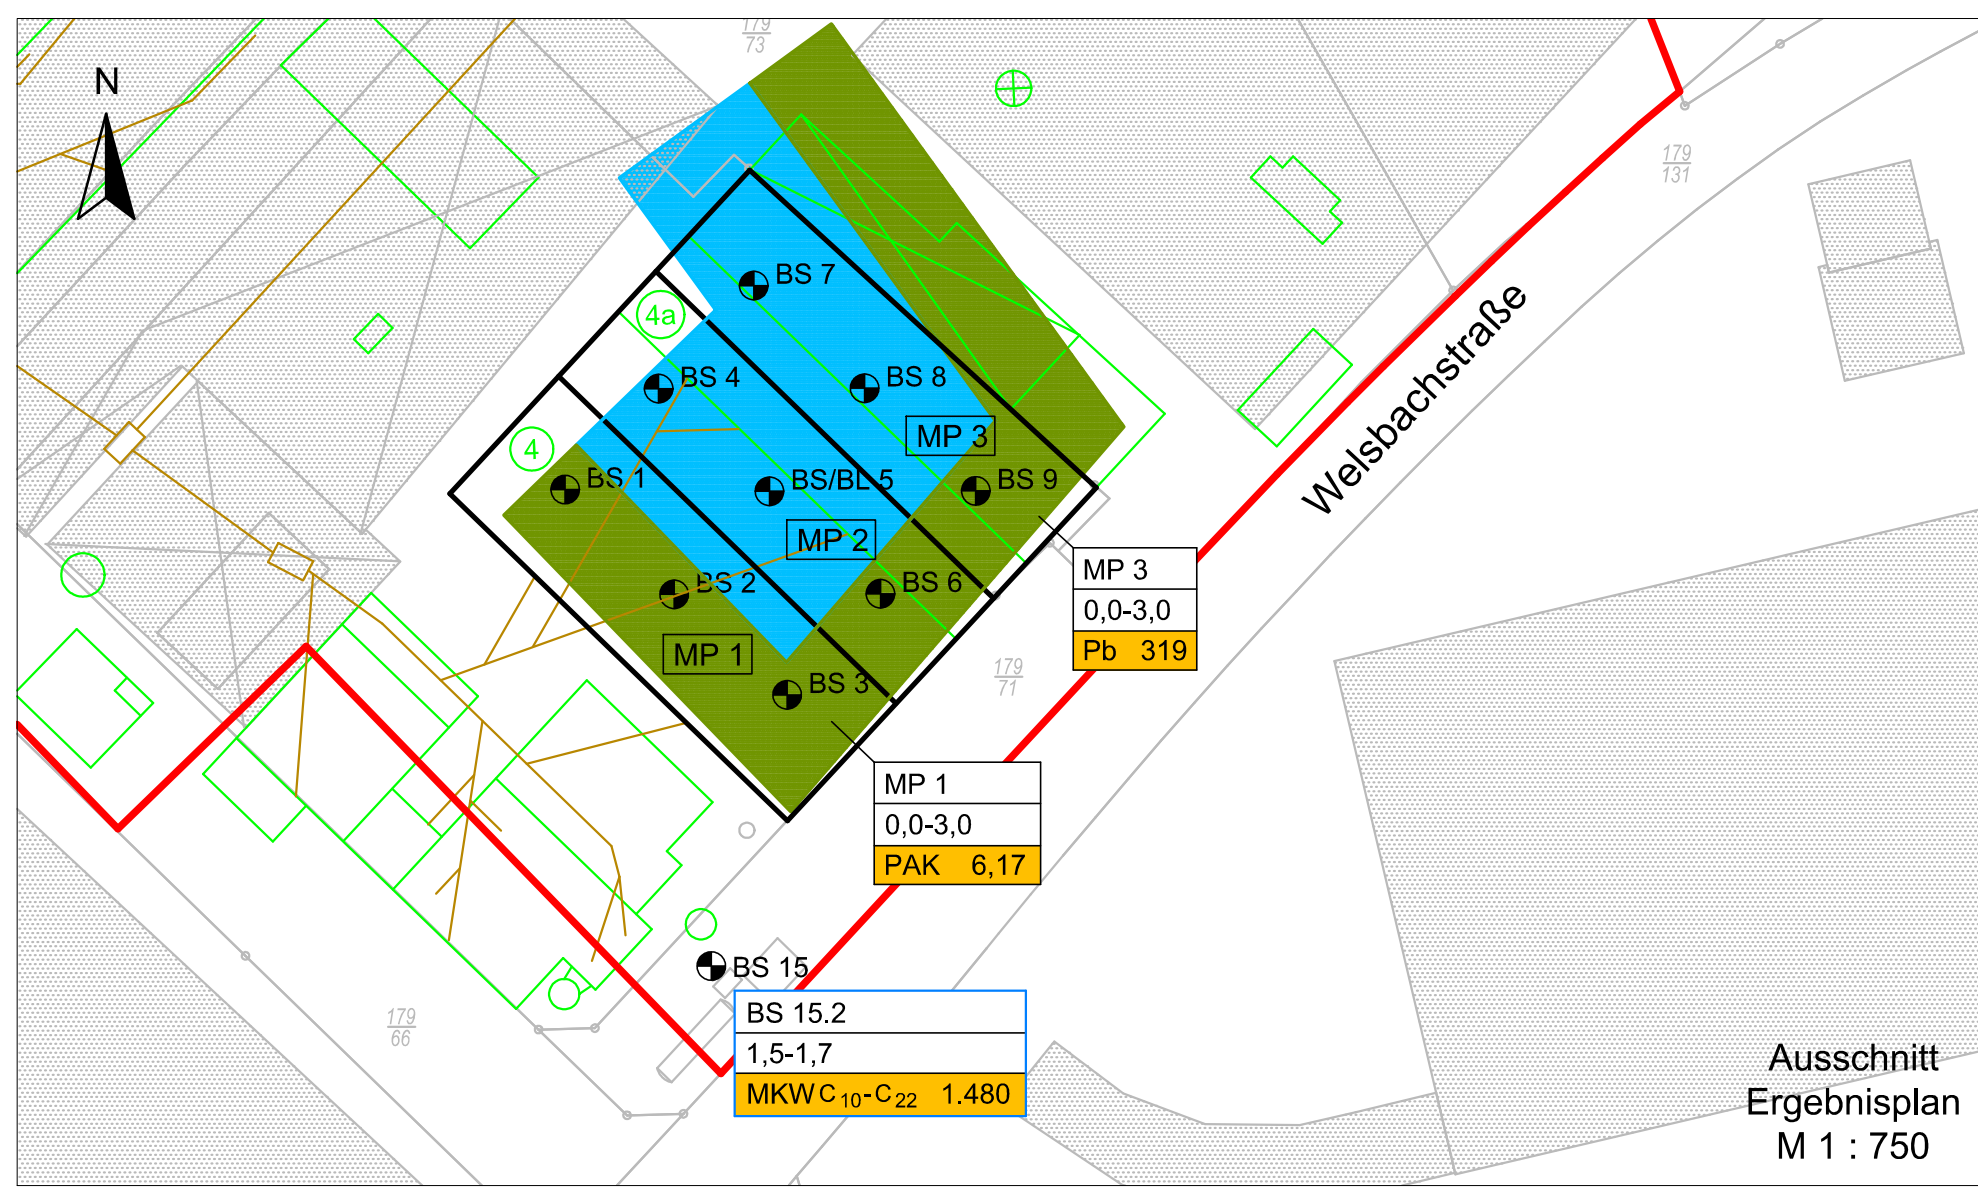 179
73
N
179
131
BS 7
4a
BS 4
BS 8
MP 3
4
BS 1
BS/BL 5
BS 9
Welsbachstraße
MP 2
BS 2
BS 6
MP 3
0,0-3,0
Pb 319
MP 1
BS 3
179
71
MP 1
0,0-3,0
PAK 6,17
BS 15
BS 15.2
1,5-1,7
MKW C10-C22 1.480
179
66
Ausschnitt
Ergebnisplan
M 1 : 750